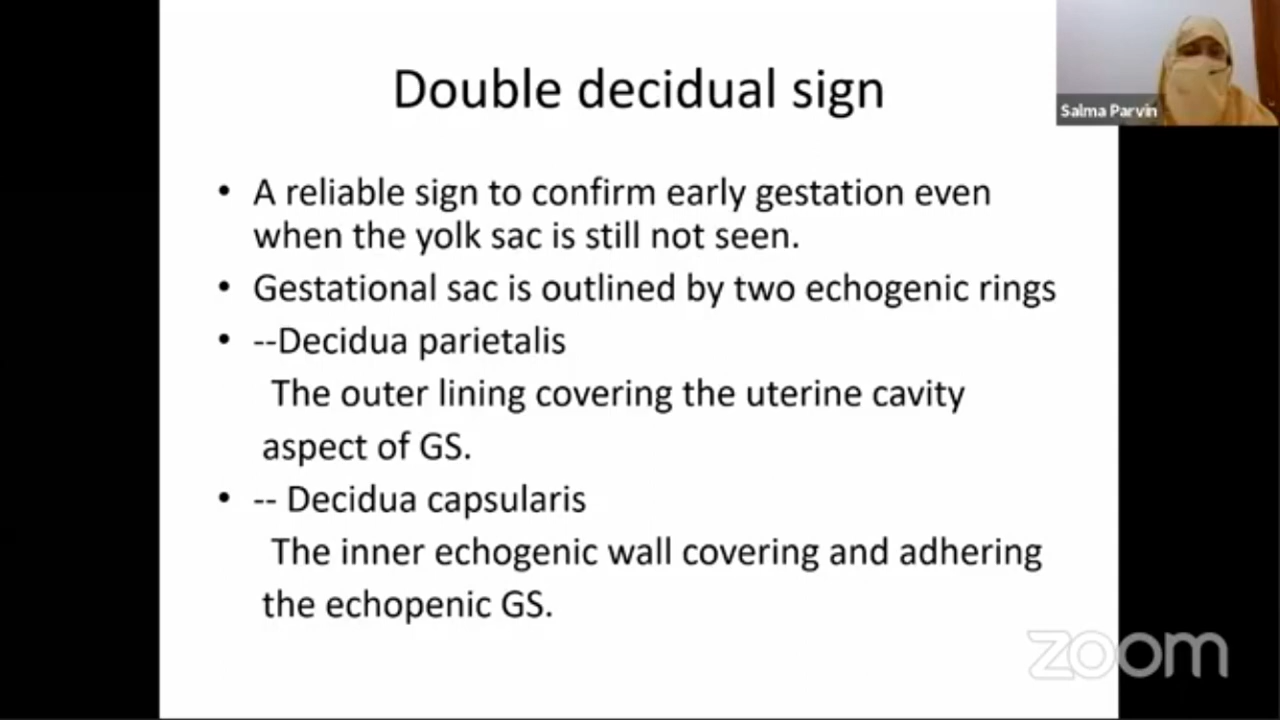 Double decidual sign
Salma Parvin
• A reliable sign to confirm early gestation even
when the yolk sac is still not seen.
• Gestational sac is outlined by two echogenic rings
• --Decidua parietalis
The outer lining covering the uterine cavity
aspect of GS.
• -- Decidua capsularis
The inner echogenic wall covering and adhering
the echopenic GS.
zoom